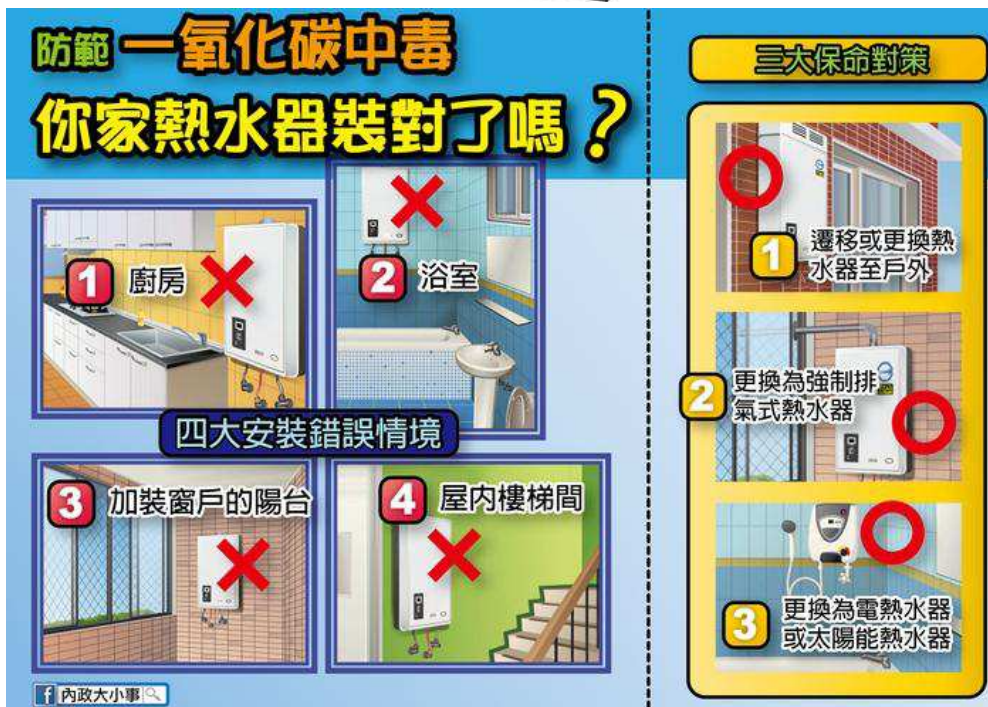 防範一氧化碳中毒
你家熱水器裝對了嗎?
1 廚房
2 浴室
四大安裝錯誤情境
3 加裝窗戶的陽台
4 屋內樓梯間
內政大小事
三大保命對策
1 遷移或更換熱
水器至戶外
2 更換為強制排
氣式熱水器
3 更換為電熱水器
或太陽能熱水器